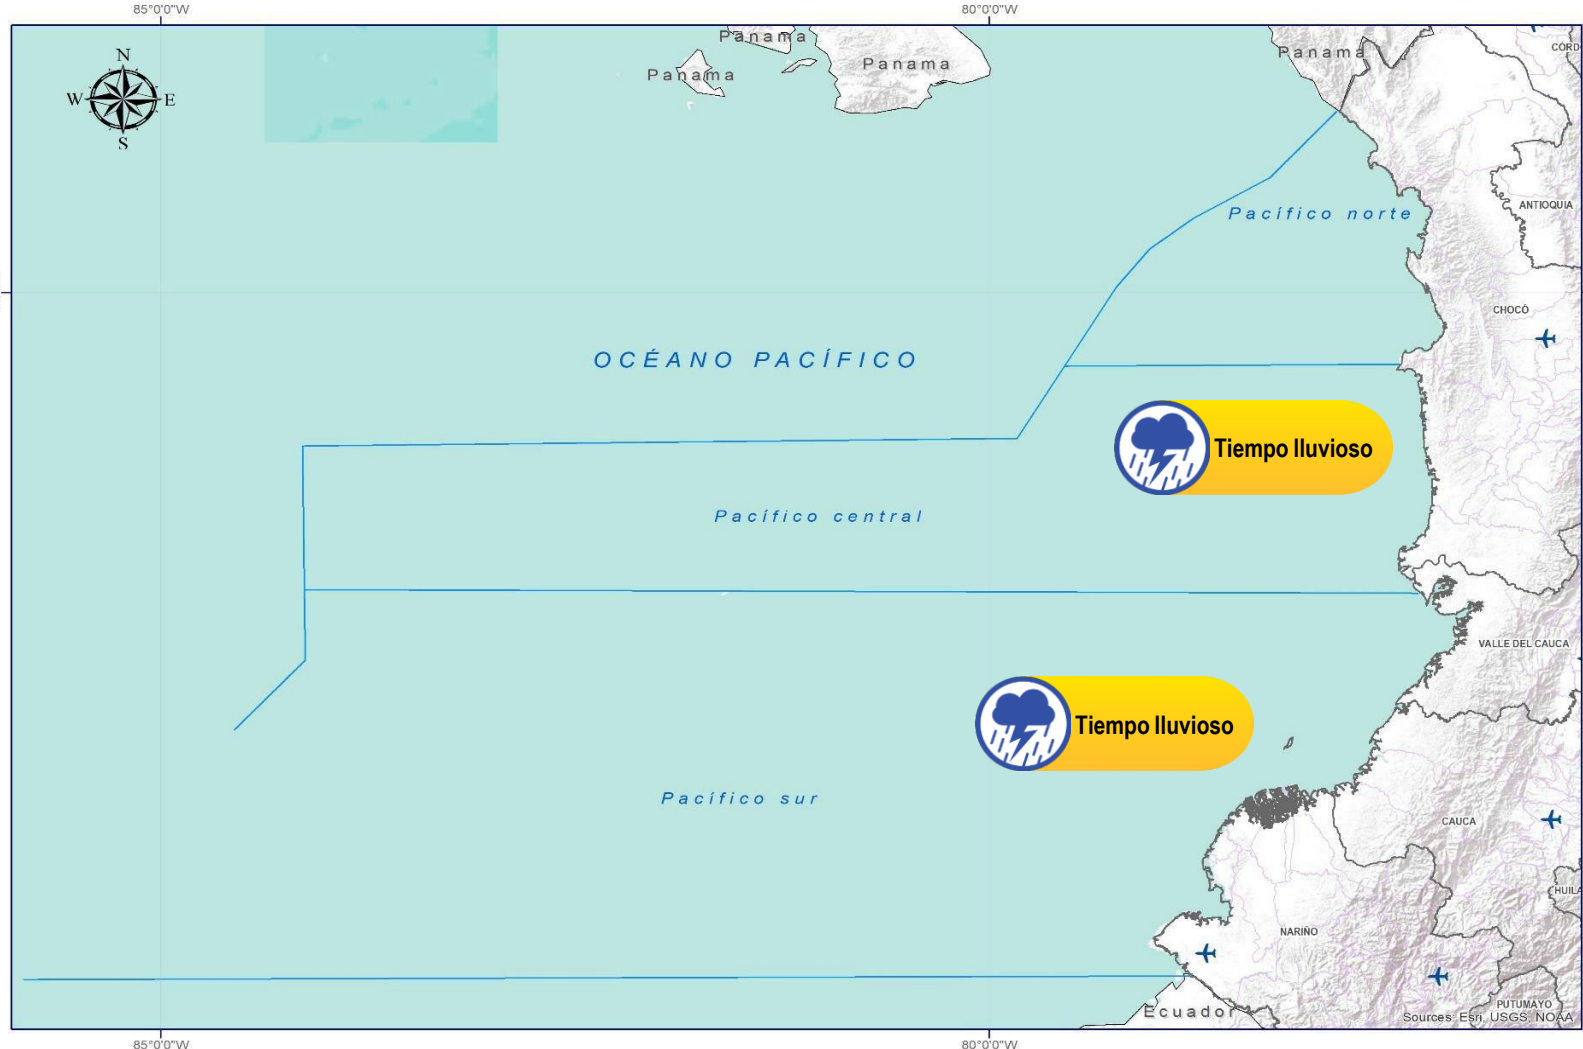 85°0'0"W
80°0'0"W
N
W
E
S
Panama
Panama
Panama
Panama
CÓRD
ANTIOQUIA
Pacífico norte
CHOCÓ
OCÉANO PACÍFICO
Tiempo lluvioso
Pacífico central
VALLE DEL CAUCA
Tiempo lluvioso
Pacífico sur
CAUCA
HUILA
NARIÑO
PUTUMAYO
Ecuador
Sources: Esri, USGS, NOAA
85°0'0"W
80°0'0"W